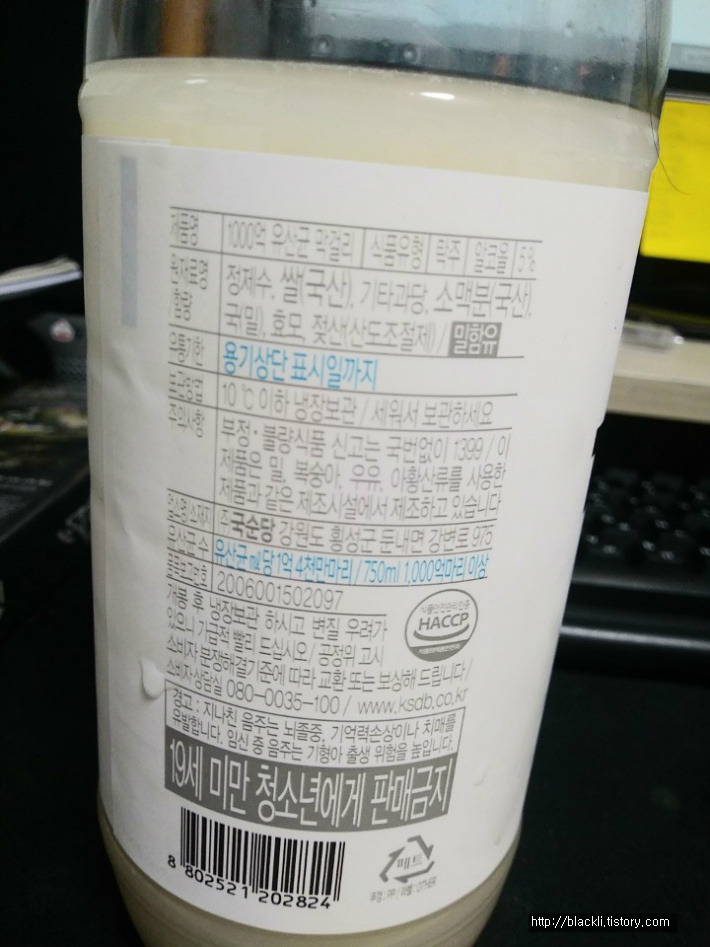 제품명 1000억 유산균 막걸리 식품유형 탁주 알코올 5%
원재료명 정제수, 쌀(국산), 기타과당, 소맥분(국산),
함량 국(밀), 효모, 젖산(산도조절제) / 밀함유
유통기한 용기상단 표시일까지
보관방법 10℃ 이하 냉장보관 / 세워서 보관하세요
주의사항 부정·불량식품 신고는 국번없이 1399 / 이
제품은 밀, 복숭아, 우유, 아황산류를 사용한
제품과 같은 제조시설에서 제조하고 있습니다
업소명·소재지 ㈜국순당 강원도 횡성군 둔내면 강변로 975
유산균 수 유산균 ㎖당 1억 4천만마리 / 750ml 1,000억마리 이상
품목보고번호 2006001502097
개봉 후 냉장보관 하시고 변질 우려가
있으니 가급적 빨리 드십시오 / 공정위 고시
소비자 분쟁해결기준에 따라 교환 또는 보상해 드립니다 /
소비자 상담실 080-0035-100 / www.ksdb.co.kr
HACCP
경고 : 지나친 음주는 뇌졸중, 기억력손상이나 치매를
유발합니다. 임신 중 음주는 기형아 출생 위험을 높입니다.
19세 미만 청소년에게 판매금지
8 802521 202824
페트
뚜껑 : PP / 라벨 : OTHER
http://blackli.tistory.com